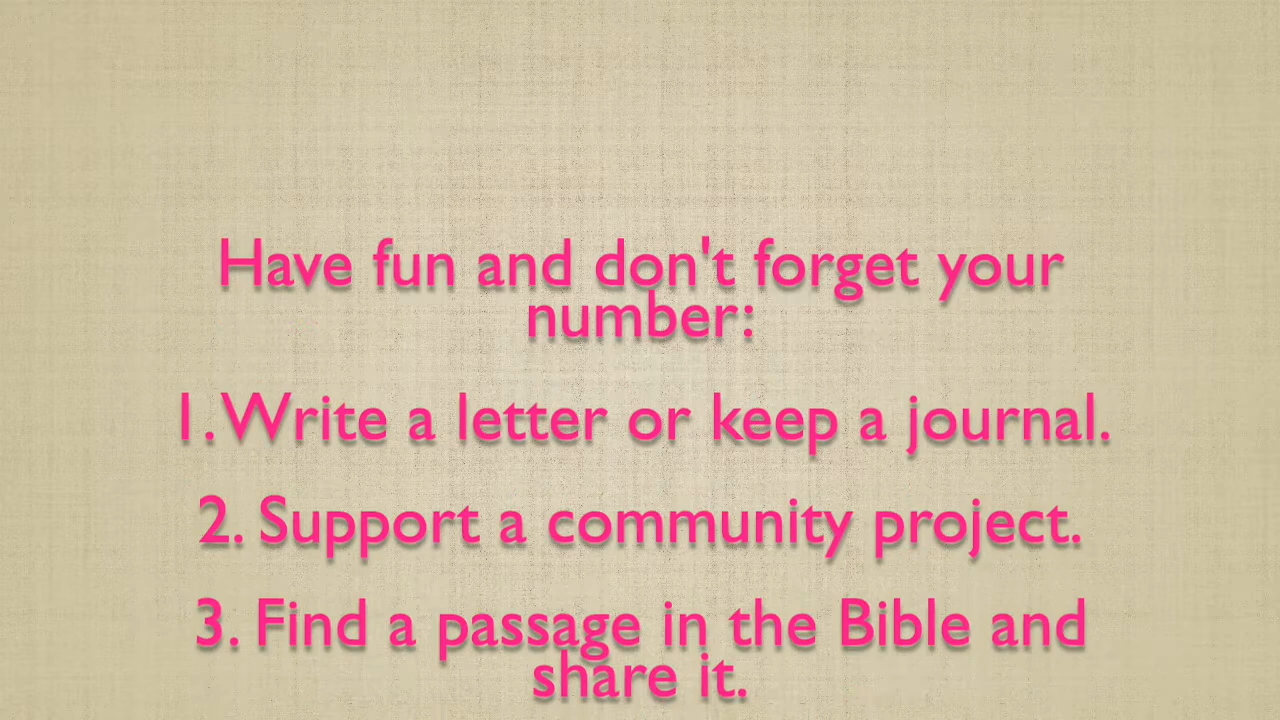 Have fun and don't forget your
number:
1. Write a letter or keep a journal.
2. Support a community project.
3. Find a passage in the Bible and
share it.